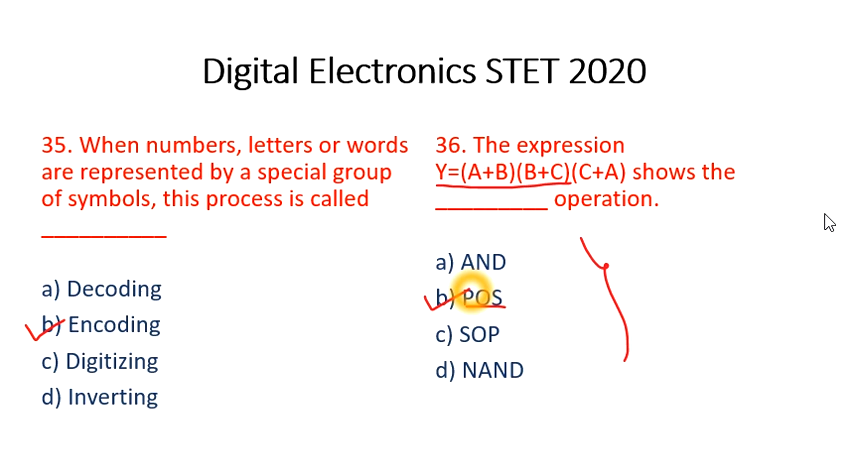 Digital Electronics STET 2020
35. When numbers, letters or words
are represented by a special group
of symbols, this process is called
___________
a) Decoding
b) Encoding
c) Digitizing
d) Inverting
36. The expression
Y=(A+B)(B+C)(C+A) shows the
__________ operation.
a) AND
b) POS
c) SOP
d) NAND